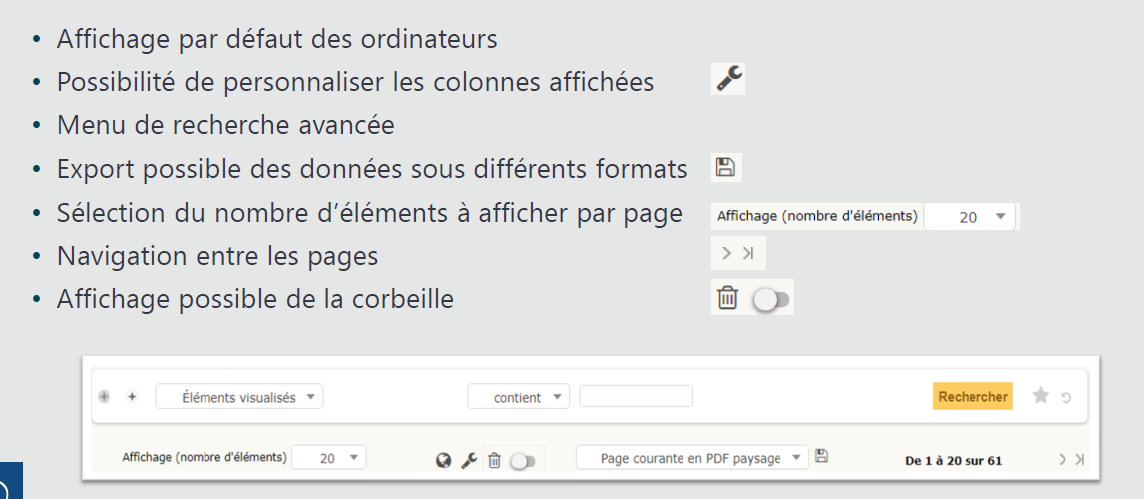 • Affichage par défaut des ordinateurs
• Possibilité de personnaliser les colonnes affichées
• Menu de recherche avancée
• Export possible des données sous différents formats
• Sélection du nombre d’éléments à afficher par page Affichage (nombre d'éléments) 20
• Navigation entre les pages
• Affichage possible de la corbeille
Éléments visualisés contient Rechercher
Affichage (nombre d'éléments) 20 Page courante en PDF paysage De 1 à 20 sur 61